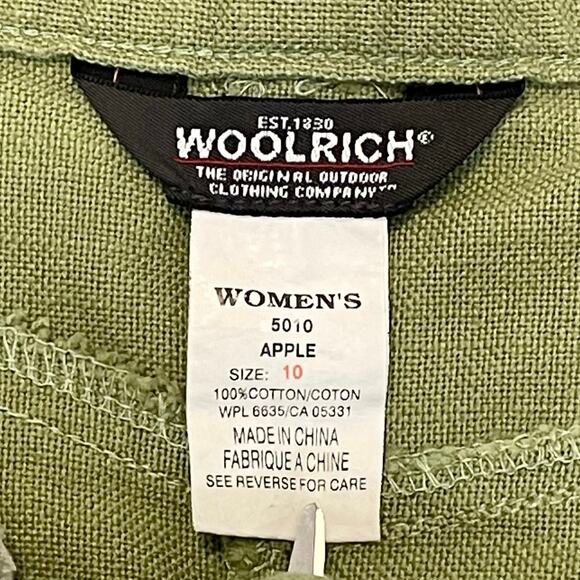 EST.1830
WOOLRICH®
THE ORIGINAL OUTDOOR
CLOTHING COMPANY™
WOMEN'S
5010
APPLE
SIZE: 10
100%COTTON/COTON
WPL 6635/CA 05331
MADE IN CHINA
FABRIQUE A CHINE
SEE REVERSE FOR CARE